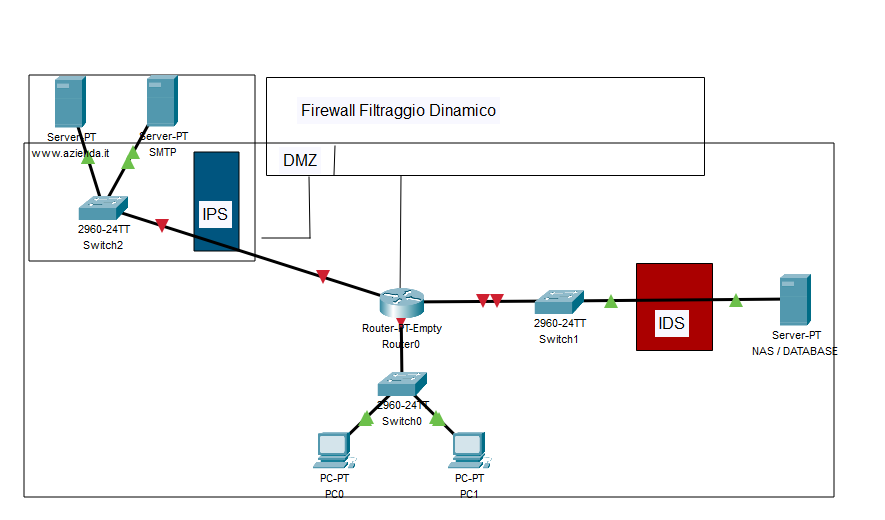 Firewall Filtraggio Dinamico
Server-PT
www.azienda.it
Server-PT
SMTP
DMZ
IPS
2960-24TT
Switch2
Router-PT-Empty
Router0
2960-24TT
Switch1
IDS
Server-PT
NAS / DATABASE
2960-24TT
Switch0
PC-PT
PC0
PC-PT
PC1